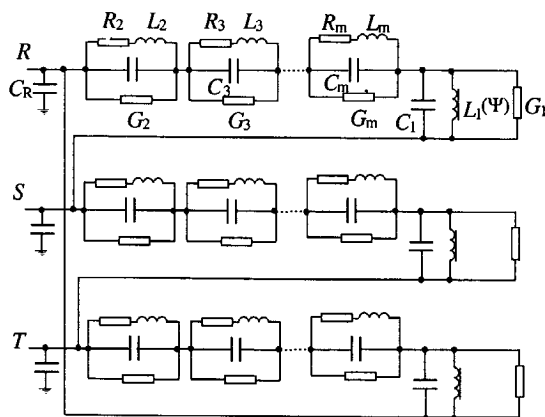 R₂ L₂ R₃ L₃ Rₘ Lₘ
R
C_R C₃ Cₘ L₁(Ψ) G₁
G₂ G₃ Gₘ C₁
S
T